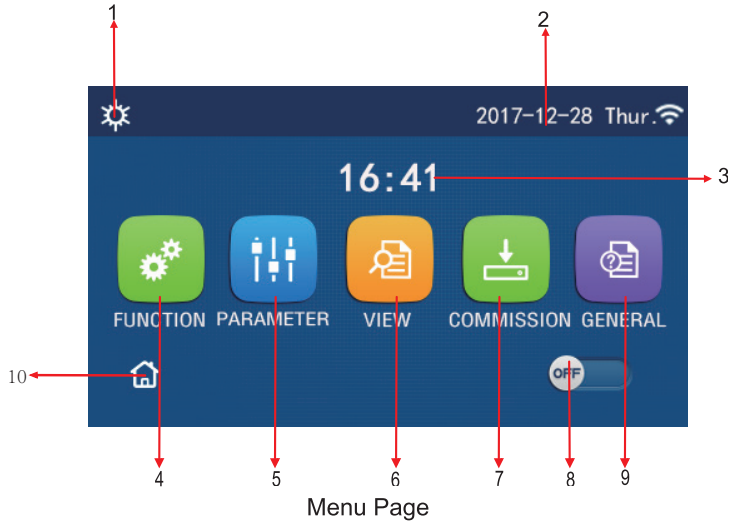 1
2
2017-12-28 Thur.
16:41
3
FUNCTION PARAMETER VIEW COMMISSION GENERAL
10
OFF
4 5 6 7 8 9
Menu Page